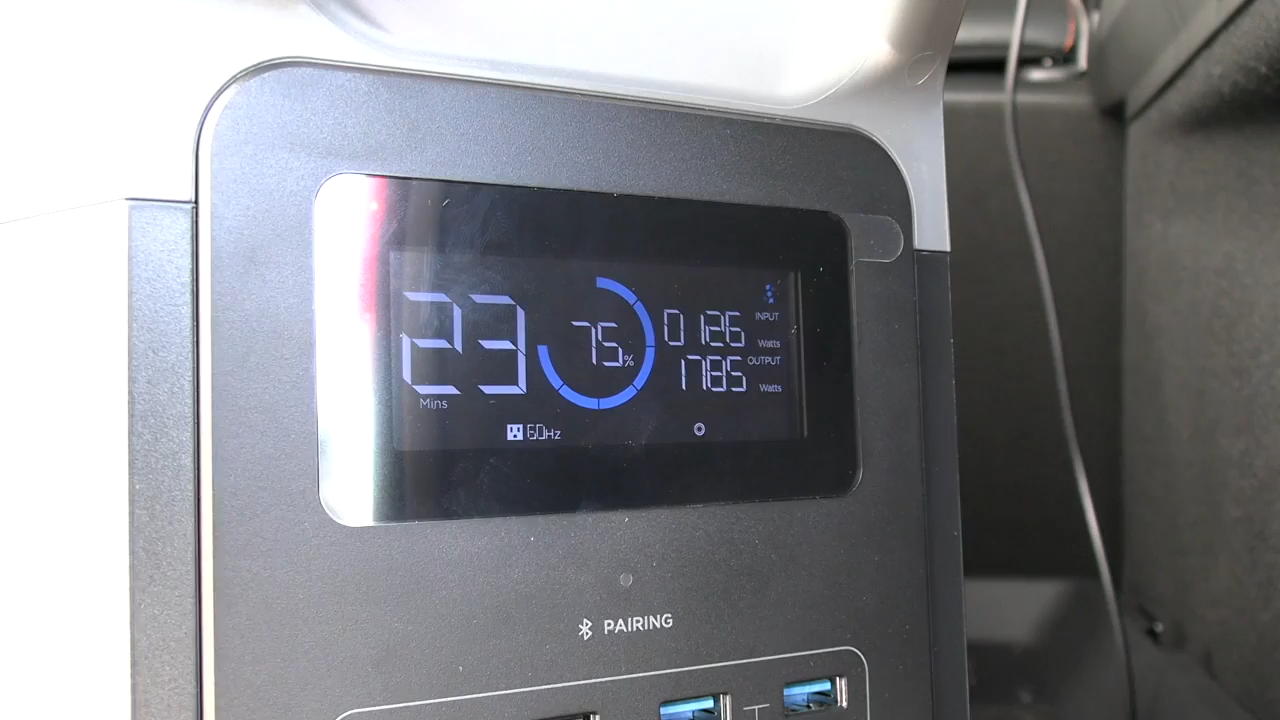 23
Mins
75%
0126
INPUT
Watts
1785
OUTPUT
Watts
60Hz
PAIRING